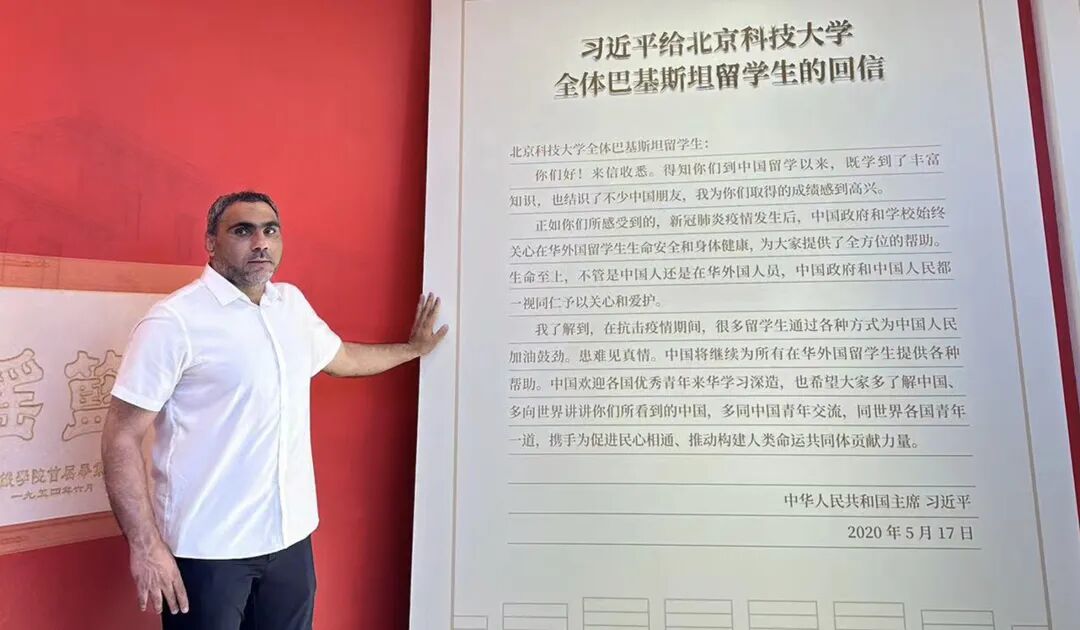 习近平给北京科技大学
全体巴基斯坦留学生的回信
北京科技大学全体巴基斯坦留学生：
你们好！来信收悉。得知你们到中国留学以来，既学到了丰富
知识，也结识了不少中国朋友，我为你们取得的成绩感到高兴。
正如你们所感受到的，新冠肺炎疫情发生后，中国政府和学校始终
关心在华外国留学生生命安全和身体健康，为大家提供了全方位的帮助。
生命至上，不管是中国人还是在华外国人员，中国政府和中国人民都
一视同仁予以关心和爱护。
我了解到，在抗击疫情期间，很多留学生通过各种方式为中国人民
加油鼓劲。患难见真情。中国将继续为所有在华外国留学生提供各种
帮助。中国欢迎各国优秀青年来华学习深造，也希望大家多了解中国、
多向世界讲讲你们所看到的中国，多同中国青年交流，同世界各国青年
一道，携手为促进民心相通、推动构建人类命运共同体贡献力量。
中华人民共和国主席 习近平
2020 年 5 月 17 日
學院首屆畢業
一九五四年六月